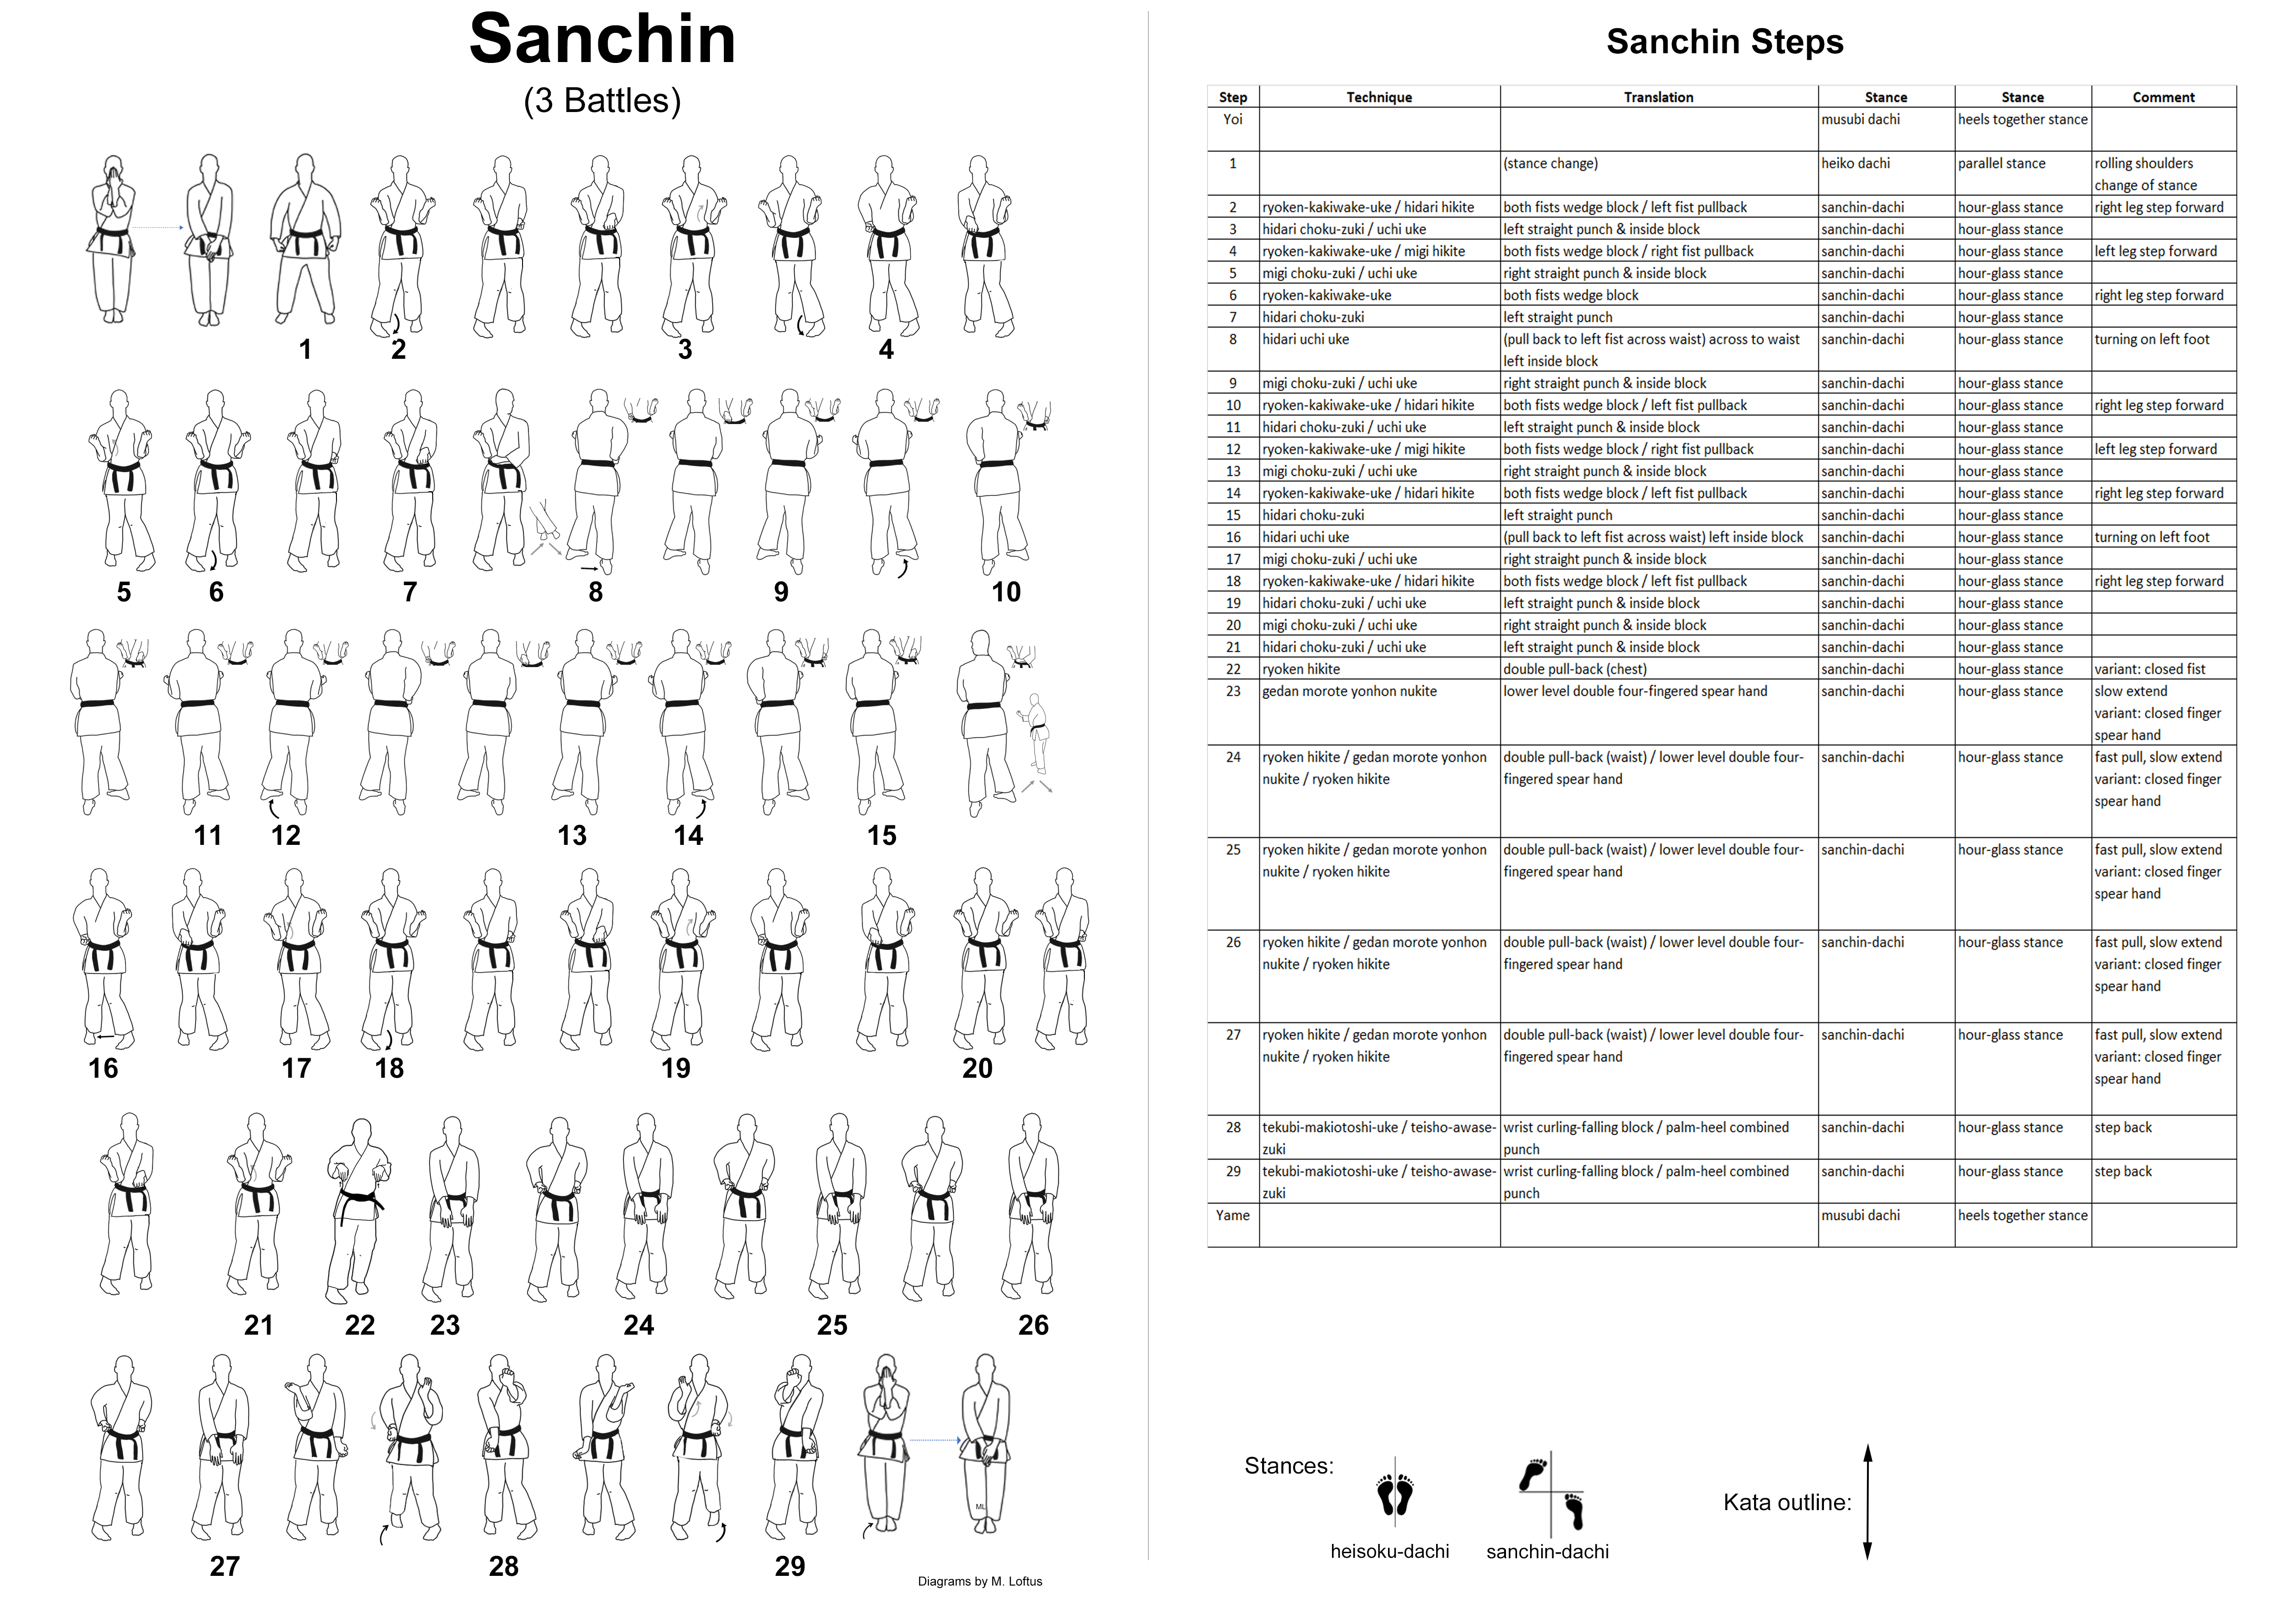 Sanchin
(3 Battles)
1 2 3 4
5 6 7 8 9 10
11 12 13 14 15
16 17 18 19 20
21 22 23 24 25 26
ML
27 28 29
Diagrams by M. Loftus
Sanchin Steps
Step Technique Translation Stance Stance Comment
Yoi musubi dachi heels together stance
1 (stance change) heiko dachi parallel stance rolling shoulders
change of stance
2 ryoken-kakiwake-uke / hidari hikite both fists wedge block / left fist pullback sanchin-dachi hour-glass stance right leg step forward
3 hidari choku-zuki / uchi uke left straight punch & inside block sanchin-dachi hour-glass stance
4 ryoken-kakiwake-uke / migi hikite both fists wedge block / right fist pullback sanchin-dachi hour-glass stance left leg step forward
5 migi choku-zuki / uchi uke right straight punch & inside block sanchin-dachi hour-glass stance
6 ryoken-kakiwake-uke both fists wedge block sanchin-dachi hour-glass stance right leg step forward
7 hidari choku-zuki left straight punch sanchin-dachi hour-glass stance
8 hidari uchi uke (pull back to left fist across waist) across to waist sanchin-dachi hour-glass stance turning on left foot
left inside block
9 migi choku-zuki / uchi uke right straight punch & inside block sanchin-dachi hour-glass stance
10 ryoken-kakiwake-uke / hidari hikite both fists wedge block / left fist pullback sanchin-dachi hour-glass stance right leg step forward
11 hidari choku-zuki / uchi uke left straight punch & inside block sanchin-dachi hour-glass stance
12 ryoken-kakiwake-uke / migi hikite both fists wedge block / right fist pullback sanchin-dachi hour-glass stance left leg step forward
13 migi choku-zuki / uchi uke right straight punch & inside block sanchin-dachi hour-glass stance
14 ryoken-kakiwake-uke / hidari hikite both fists wedge block / left fist pullback sanchin-dachi hour-glass stance right leg step forward
15 hidari choku-zuki left straight punch sanchin-dachi hour-glass stance
16 hidari uchi uke (pull back to left fist across waist) left inside block sanchin-dachi hour-glass stance turning on left foot
17 migi choku-zuki / uchi uke right straight punch & inside block sanchin-dachi hour-glass stance
18 ryoken-kakiwake-uke / hidari hikite both fists wedge block / left fist pullback sanchin-dachi hour-glass stance right leg step forward
19 hidari choku-zuki / uchi uke left straight punch & inside block sanchin-dachi hour-glass stance
20 migi choku-zuki / uchi uke right straight punch & inside block sanchin-dachi hour-glass stance
21 hidari choku-zuki / uchi uke left straight punch & inside block sanchin-dachi hour-glass stance
22 ryoken hikite double pull-back (chest) sanchin-dachi hour-glass stance variant: closed fist
23 gedan morote yonhon nukite lower level double four-fingered spear hand sanchin-dachi hour-glass stance slow extend
variant: closed finger
spear hand
24 ryoken hikite / gedan morote yonhon double pull-back (waist) / lower level double four- sanchin-dachi hour-glass stance fast pull, slow extend
nukite / ryoken hikite fingered spear hand variant: closed finger
spear hand
25 ryoken hikite / gedan morote yonhon double pull-back (waist) / lower level double four- sanchin-dachi hour-glass stance fast pull, slow extend
nukite / ryoken hikite fingered spear hand variant: closed finger
spear hand
26 ryoken hikite / gedan morote yonhon double pull-back (waist) / lower level double four- sanchin-dachi hour-glass stance fast pull, slow extend
nukite / ryoken hikite fingered spear hand variant: closed finger
spear hand
27 ryoken hikite / gedan morote yonhon double pull-back (waist) / lower level double four- sanchin-dachi hour-glass stance fast pull, slow extend
nukite / ryoken hikite fingered spear hand variant: closed finger
spear hand
28 tekubi-makiotoshi-uke / teisho-awase- wrist curling-falling block / palm-heel combined sanchin-dachi hour-glass stance step back
zuki punch
29 tekubi-makiotoshi-uke / teisho-awase- wrist curling-falling block / palm-heel combined sanchin-dachi hour-glass stance step back
zuki punch
Yame musubi dachi heels together stance
Stances:
heisoku-dachi sanchin-dachi
Kata outline: